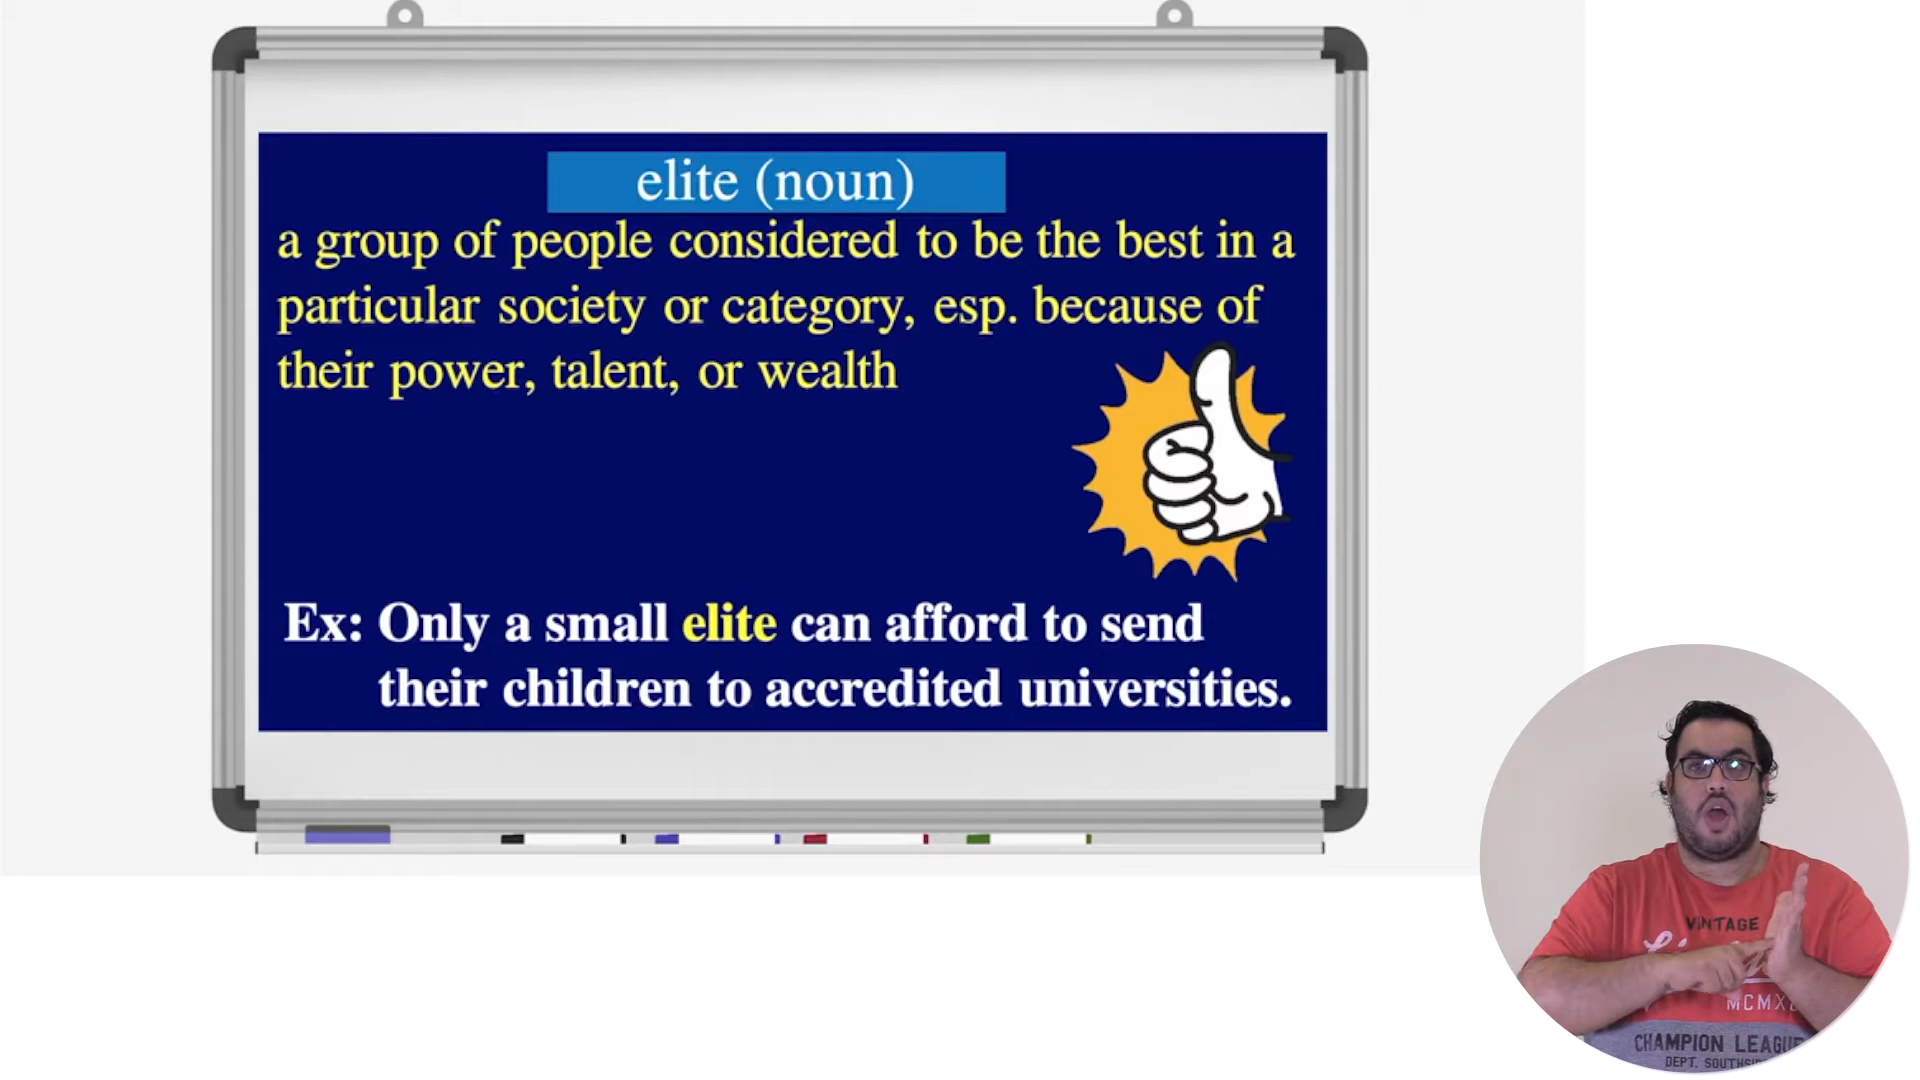 elite (noun)
a group of people considered to be the best in a
particular society or category, esp. because of
their power, talent, or wealth
Ex: Only a small elite can afford to send
their children to accredited universities.
VINTAGE
MCMX
CHAMPION LEAGUE
DEPT.